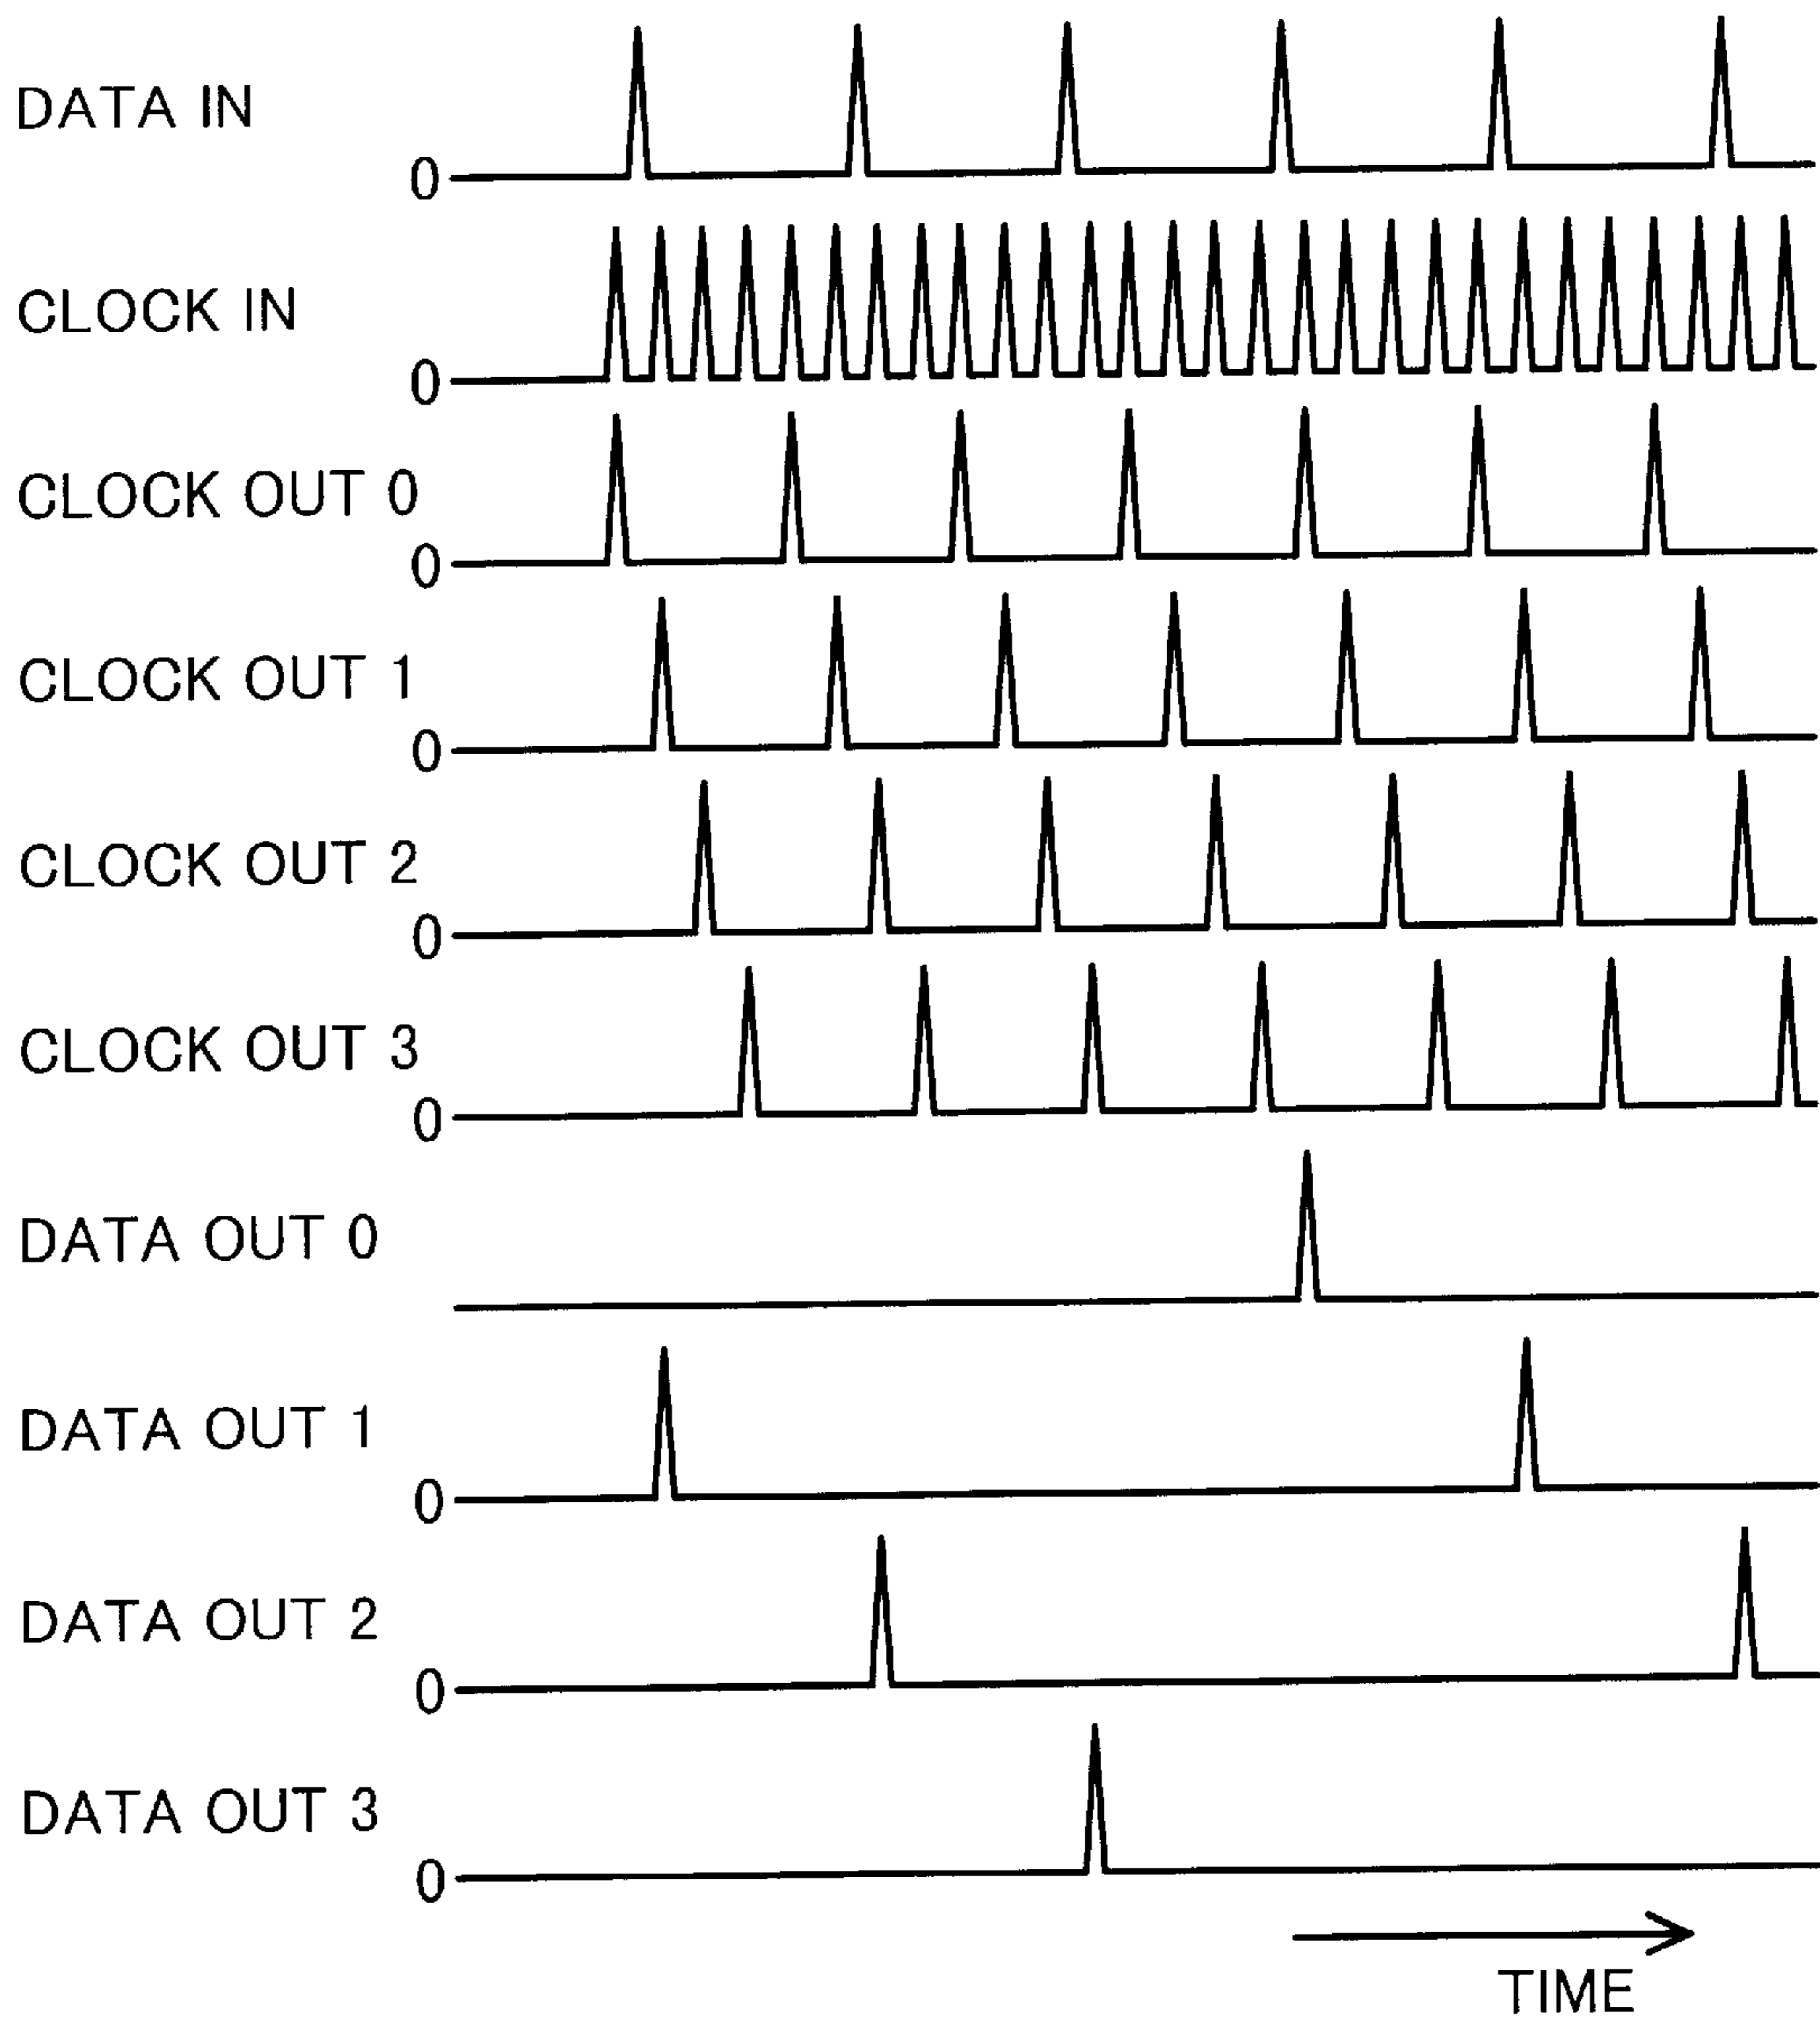 DATA IN
0
CLOCK IN
0
CLOCK OUT 0
0
CLOCK OUT 1
0
CLOCK OUT 2
0
CLOCK OUT 3
0
DATA OUT 0
DATA OUT 1
0
DATA OUT 2
0
DATA OUT 3
0
TIME